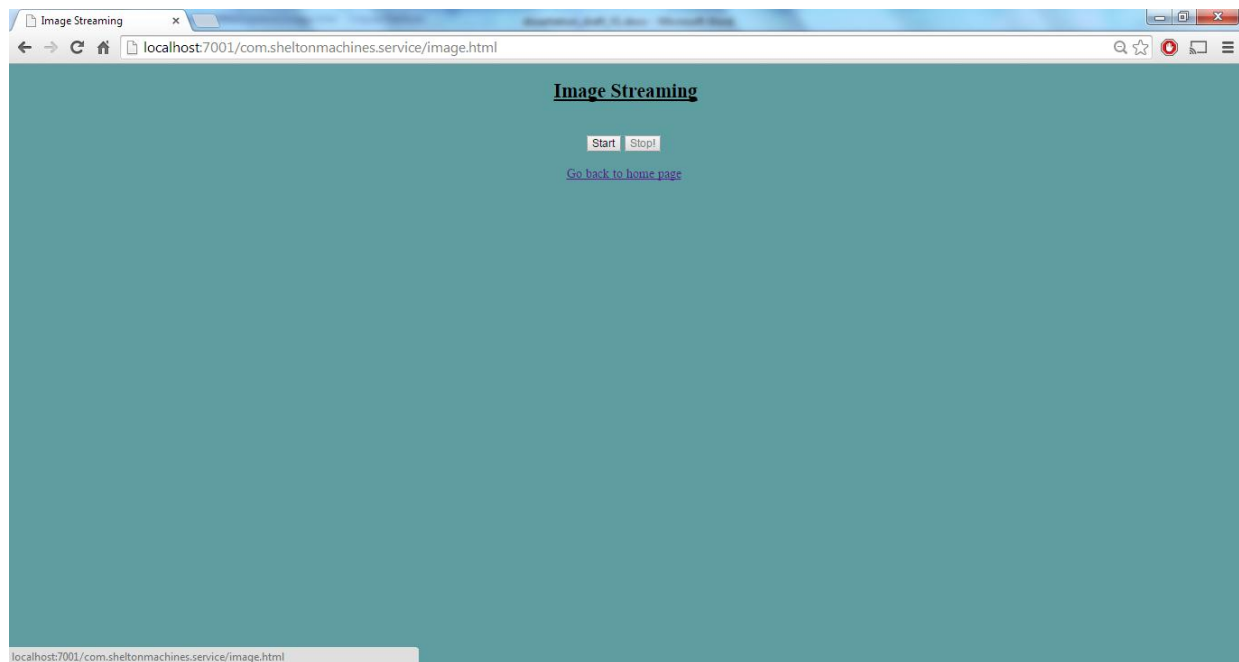 Image Streaming
localhost:7001/com.sheltonmachines.service/image.html
Image Streaming
Start Stop!
Go back to home page
localhost:7001/com.sheltonmachines.service/image.html